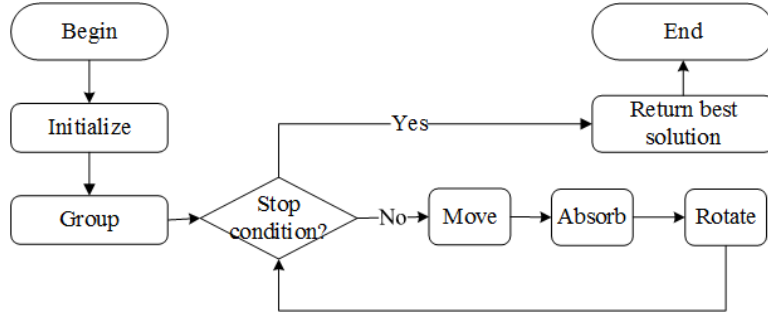 Begin
End
Initialize
Yes
Return best
solution
Group
Stop
condition?
No
Move
Absorb
Rotate